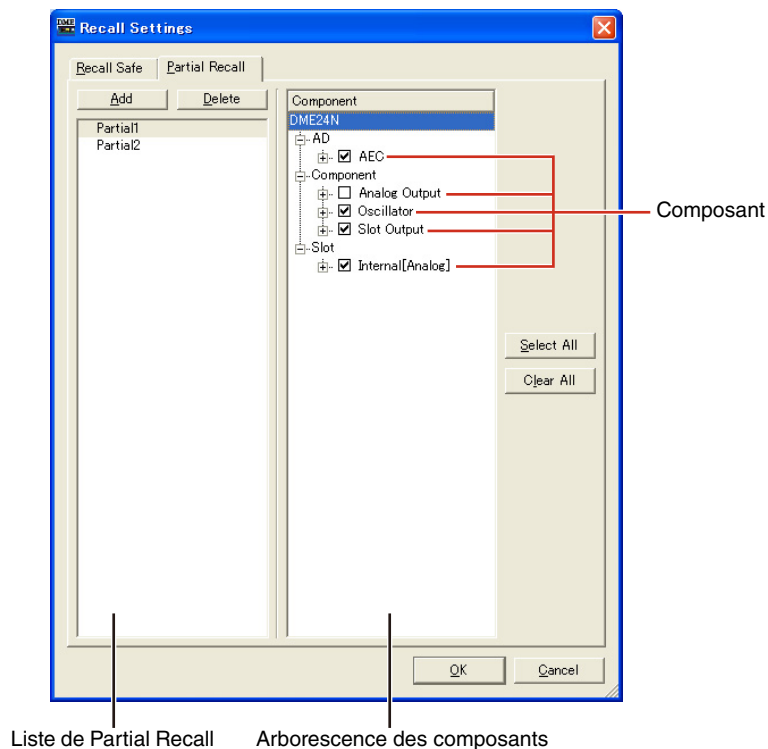 Recall Settings
Recall Safe
Partial Recall
Add
Delete
Partial1
Partial2
Component
DME24N
AD
AEC
Component
Analog Output
Oscillator
Slot Output
Slot
Internal[Analog]
Composant
Select All
Clear All
OK
Cancel
Liste de Partial Recall
Arborescence des composants